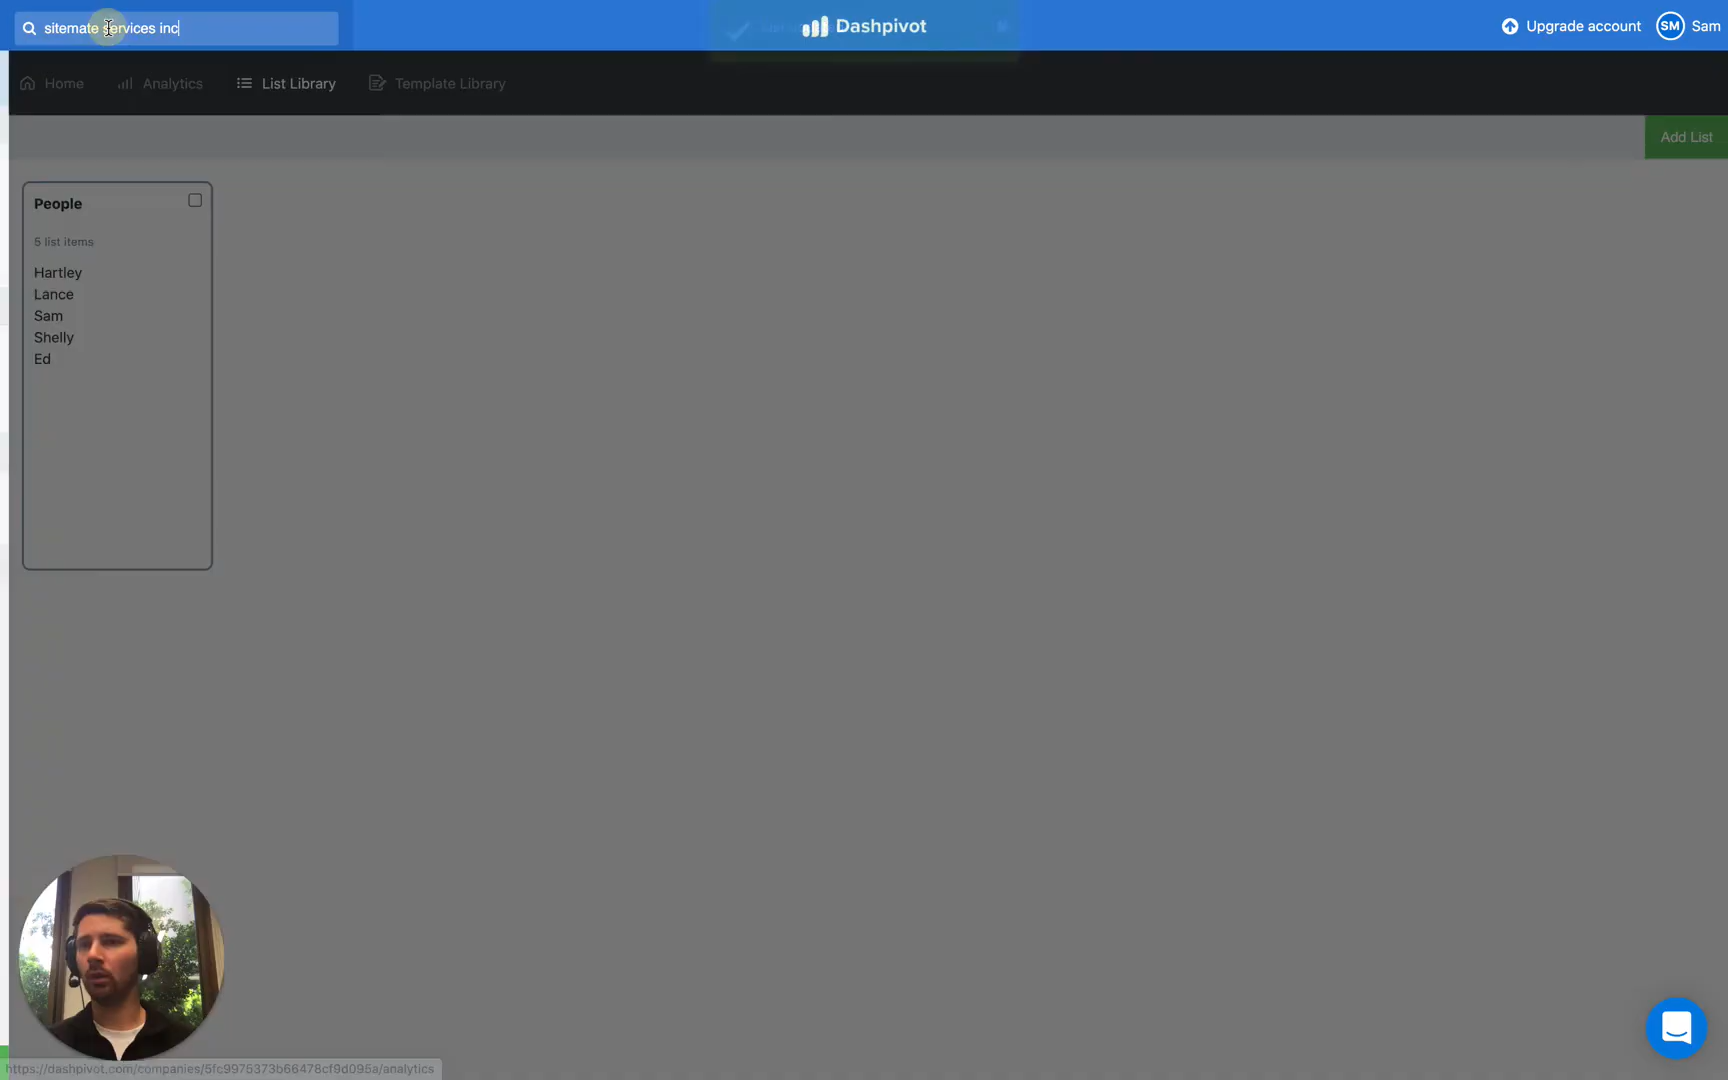 sitemate services inc
Dashpivot
Upgrade account
SM
Sam
Home
Analytics
List Library
Template Library
Add List
People
5 list items
Hartley
Lance
Sam
Shelly
Ed
https://dashpivot.com/companies/5fc9975373b66478cf9d095a/analytics